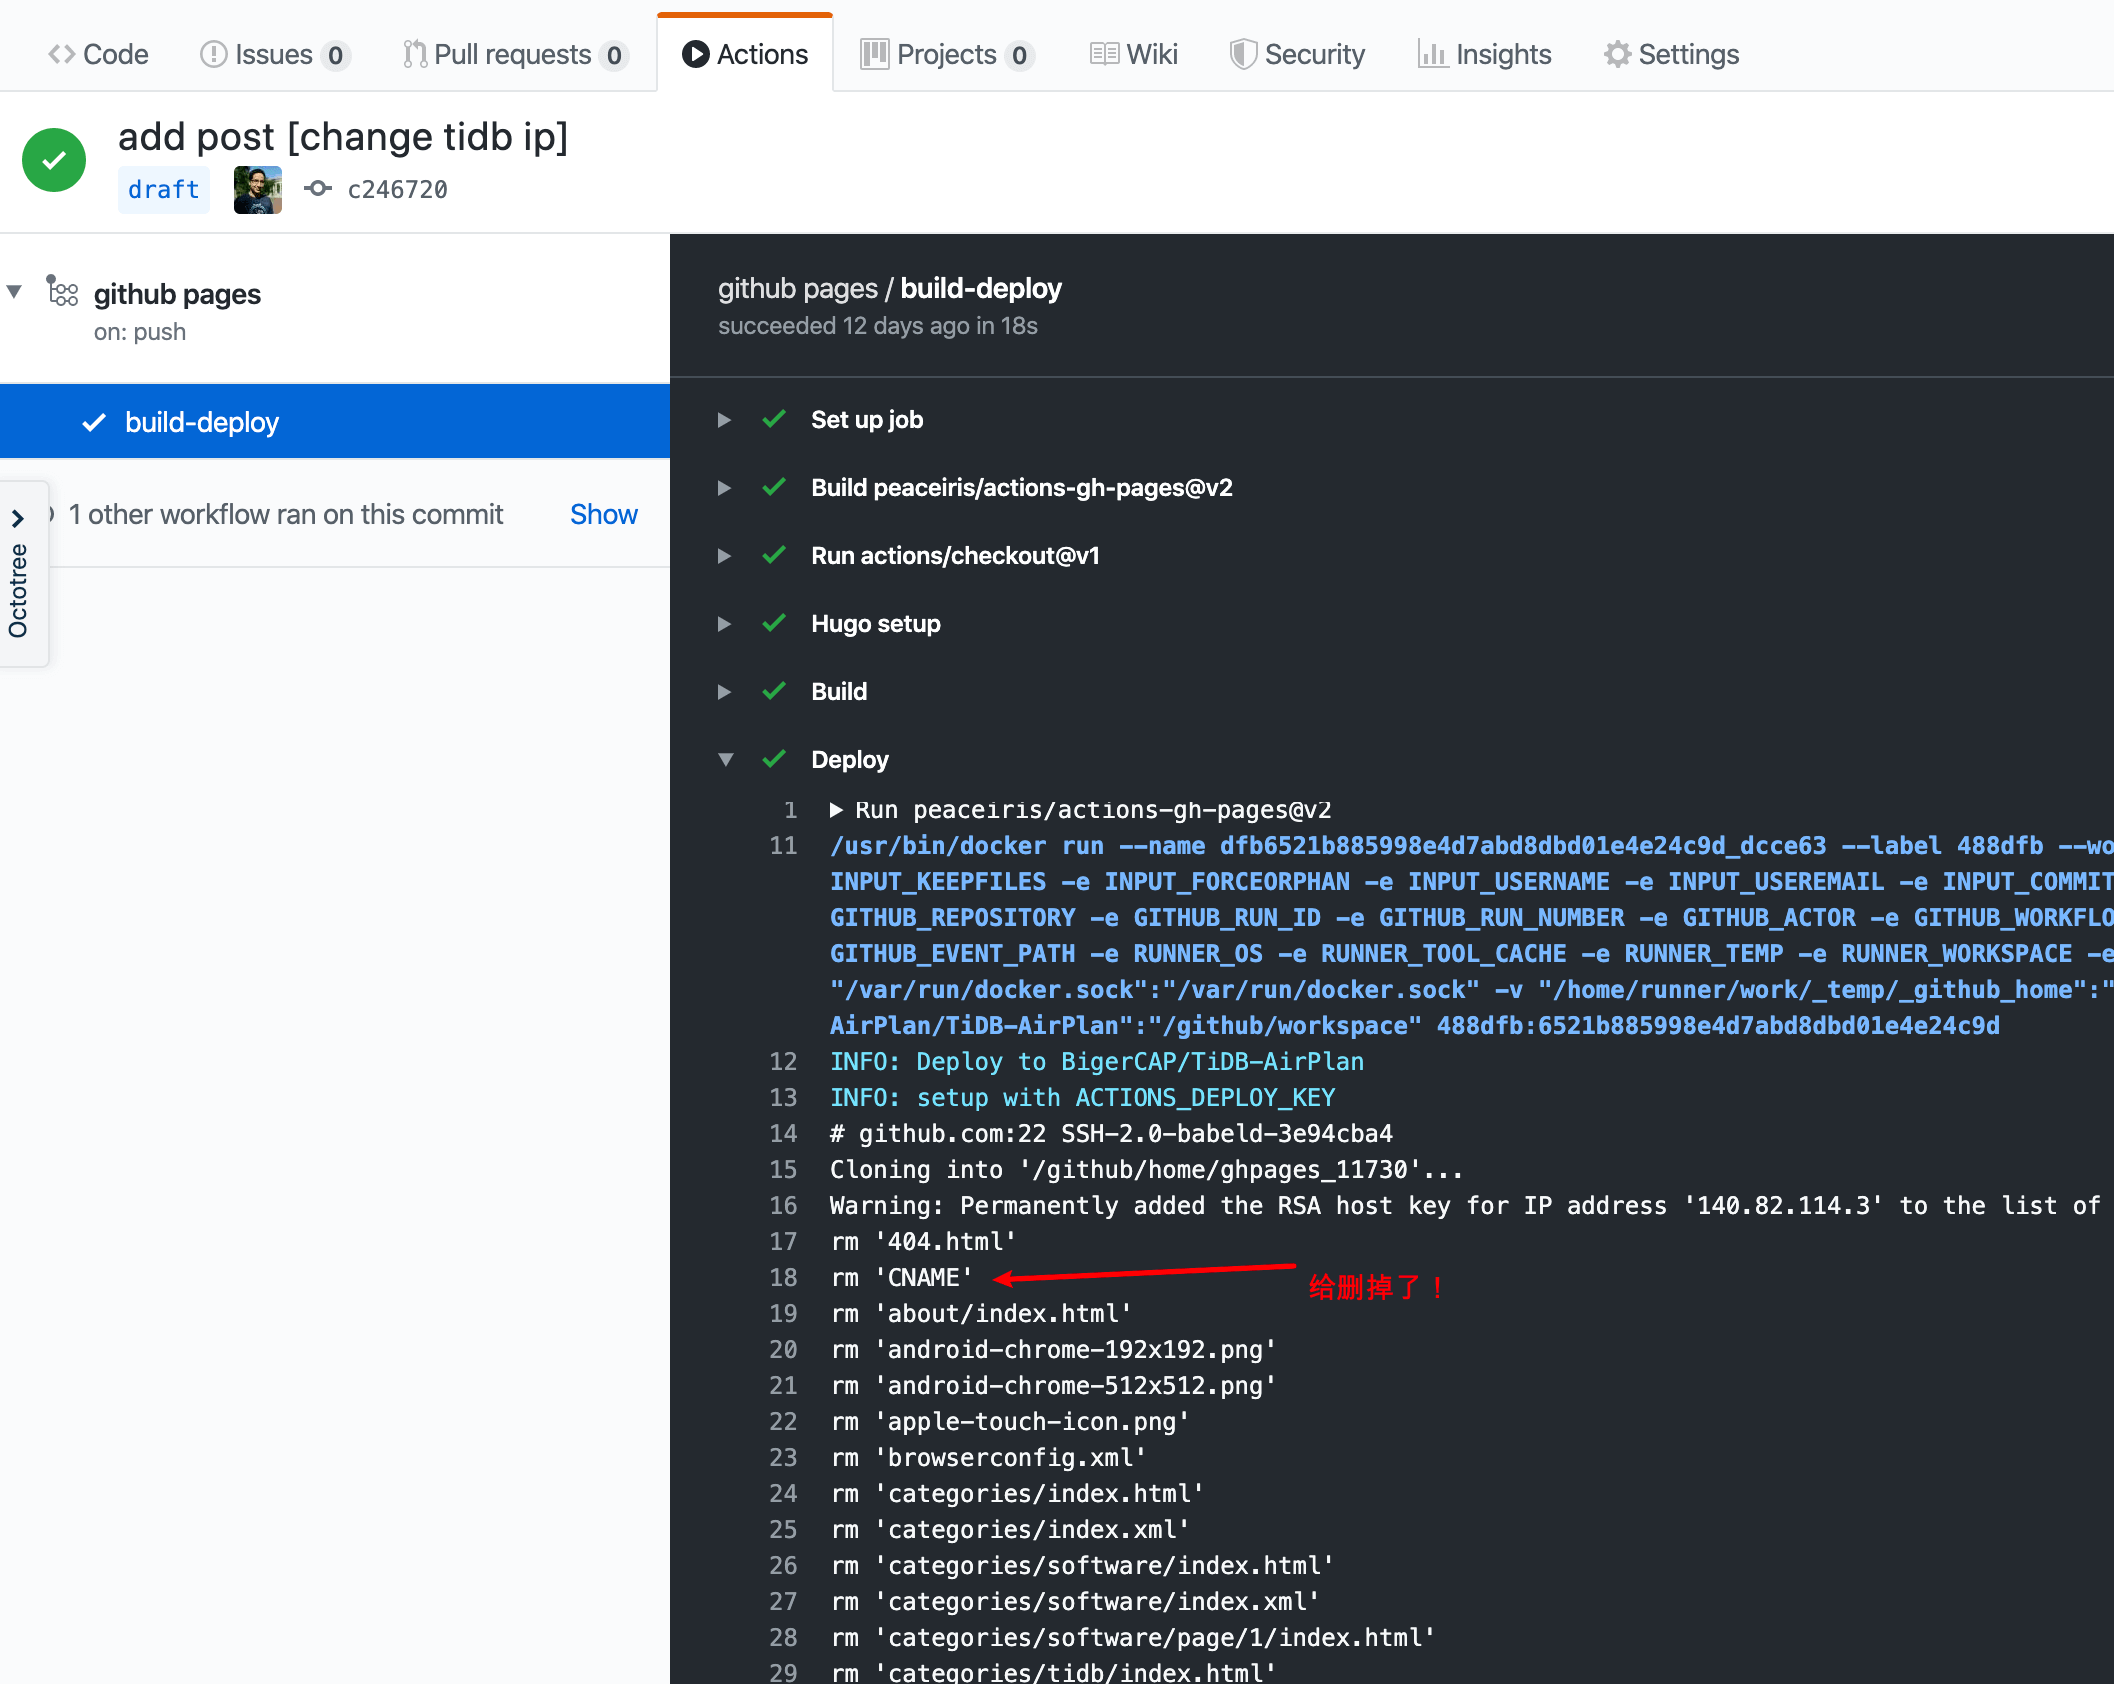 Code Issues 0 Pull requests 0 Actions Projects 0 Wiki Security Insights Settings
add post [change tidb ip]
draft c246720
github pages
on: push
build-deploy
1 other workflow ran on this commit Show
Octotree
github pages / build-deploy
succeeded 12 days ago in 18s
Set up job
Build peaceiris/actions-gh-pages@v2
Run actions/checkout@v1
Hugo setup
Build
Deploy
1 Run peaceiris/actions-gh-pages@v2
11 /usr/bin/docker run --name dfb6521b885998e4d7abd8dbd01e4e24c9d_dcce63 --label 488dfb --wo
INPUT_KEEPFILES -e INPUT_FORCEORPHAN -e INPUT_USERNAME -e INPUT_USEREMAIL -e INPUT_COMMIT
GITHUB_REPOSITORY -e GITHUB_RUN_ID -e GITHUB_RUN_NUMBER -e GITHUB_ACTOR -e GITHUB_WORKFLO
GITHUB_EVENT_PATH -e RUNNER_OS -e RUNNER_TOOL_CACHE -e RUNNER_TEMP -e RUNNER_WORKSPACE -e
"/var/run/docker.sock":"/var/run/docker.sock" -v "/home/runner/work/_temp/_github_home":"
AirPlan/TiDB-AirPlan":"/github/workspace" 488dfb:6521b885998e4d7abd8dbd01e4e24c9d
12 INFO: Deploy to BigerCAP/TiDB-AirPlan
13 INFO: setup with ACTIONS_DEPLOY_KEY
14 # github.com:22 SSH-2.0-babeld-3e94cba4
15 Cloning into '/github/home/ghpages_11730'...
16 Warning: Permanently added the RSA host key for IP address '140.82.114.3' to the list of
17 rm '404.html'
18 rm 'CNAME' 给删掉了！
19 rm 'about/index.html'
20 rm 'android-chrome-192x192.png'
21 rm 'android-chrome-512x512.png'
22 rm 'apple-touch-icon.png'
23 rm 'browserconfig.xml'
24 rm 'categories/index.html'
25 rm 'categories/index.xml'
26 rm 'categories/software/index.html'
27 rm 'categories/software/index.xml'
28 rm 'categories/software/page/1/index.html'
29 rm 'categories/tidb/index.html'